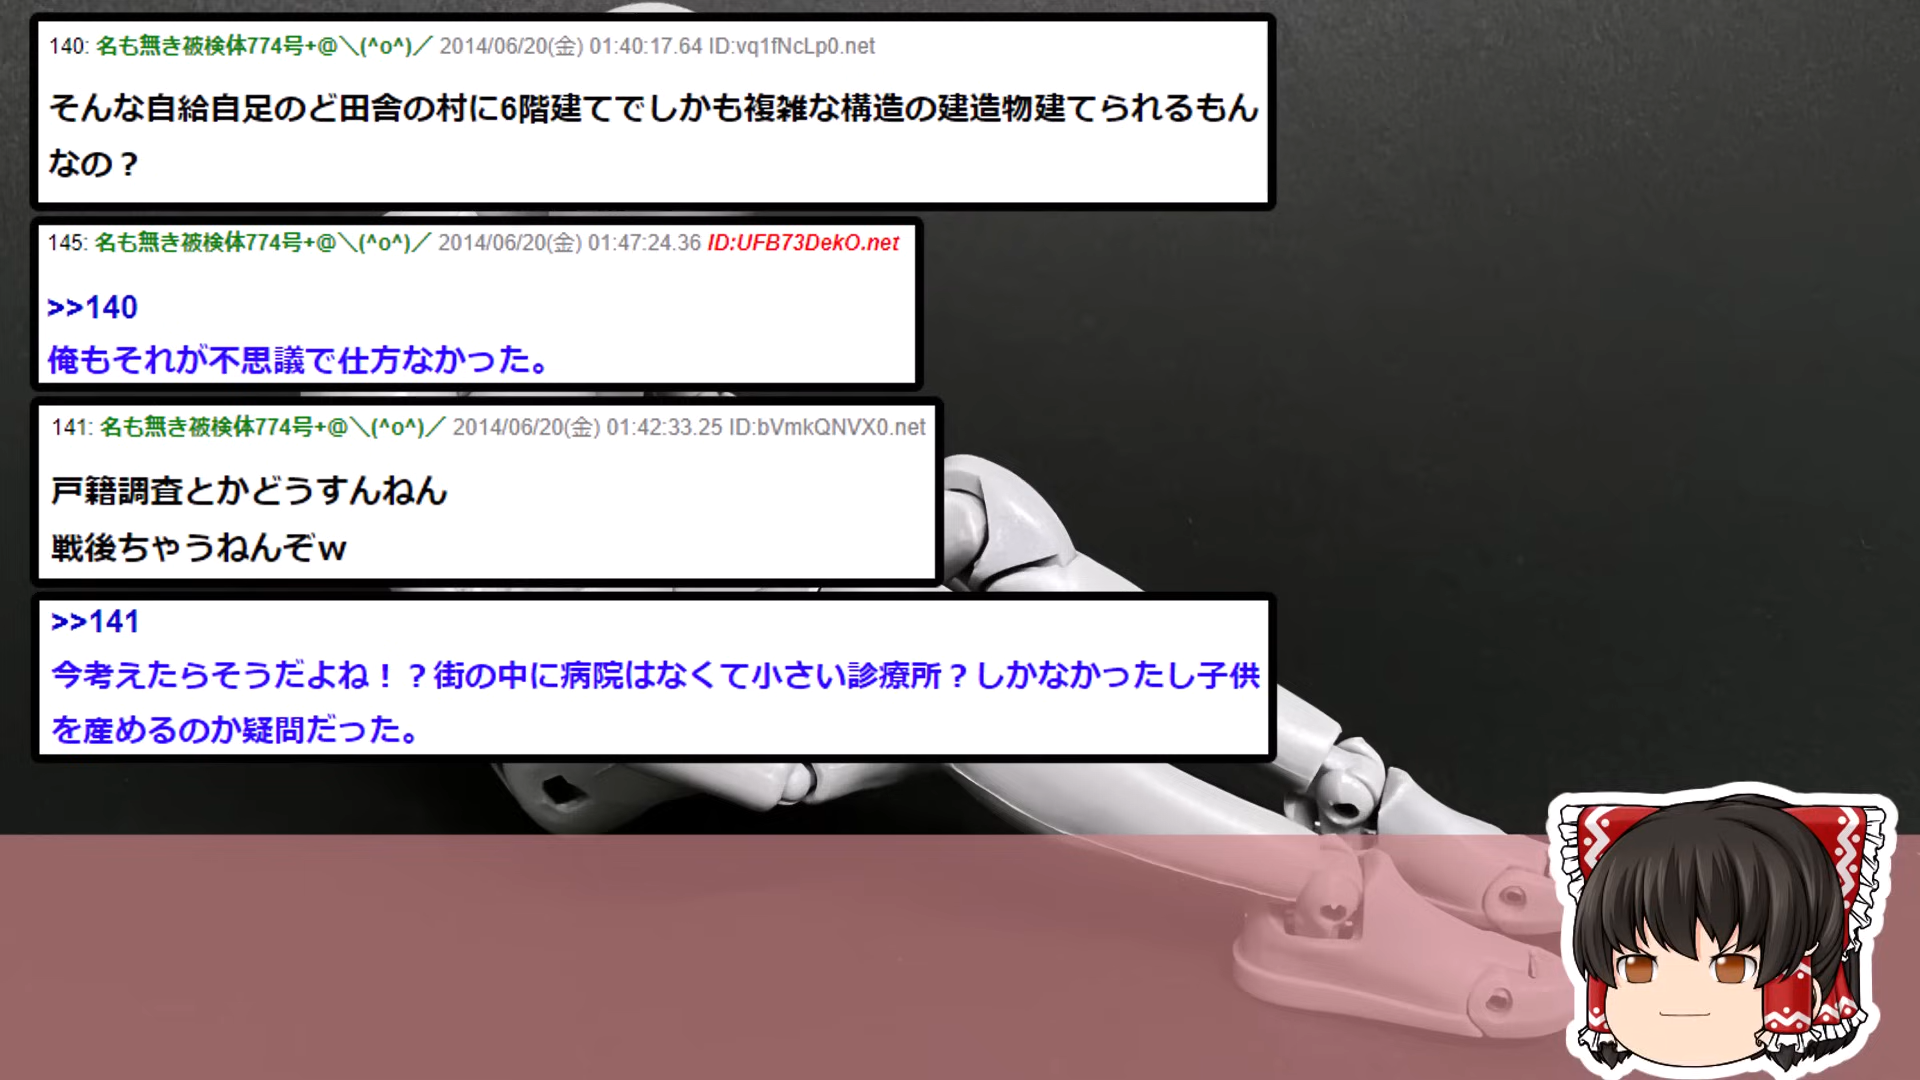 140: 名も無き被検体774号+@＼(^o^)／ 2014/06/20(金) 01:40:17.64 ID:vq1fNcLp0.net
そんな自給自足のど田舎の村に6階建てでしかも複雑な構造の建造物建てられるもん
なの？
145: 名も無き被検体774号+@＼(^o^)／ 2014/06/20(金) 01:47:24.36 ID:UFB73DekO.net
>>140
俺もそれが不思議で仕方なかった。
141: 名も無き被検体774号+@＼(^o^)／ 2014/06/20(金) 01:42:33.25 ID:bVmkQNVX0.net
戸籍調査とかどうすんねん
戦後ちゃうねんぞｗ
>>141
今考えたらそうだよね！？街の中に病院はなくて小さい診療所？しかなかったし子供
を産めるのか疑問だった。